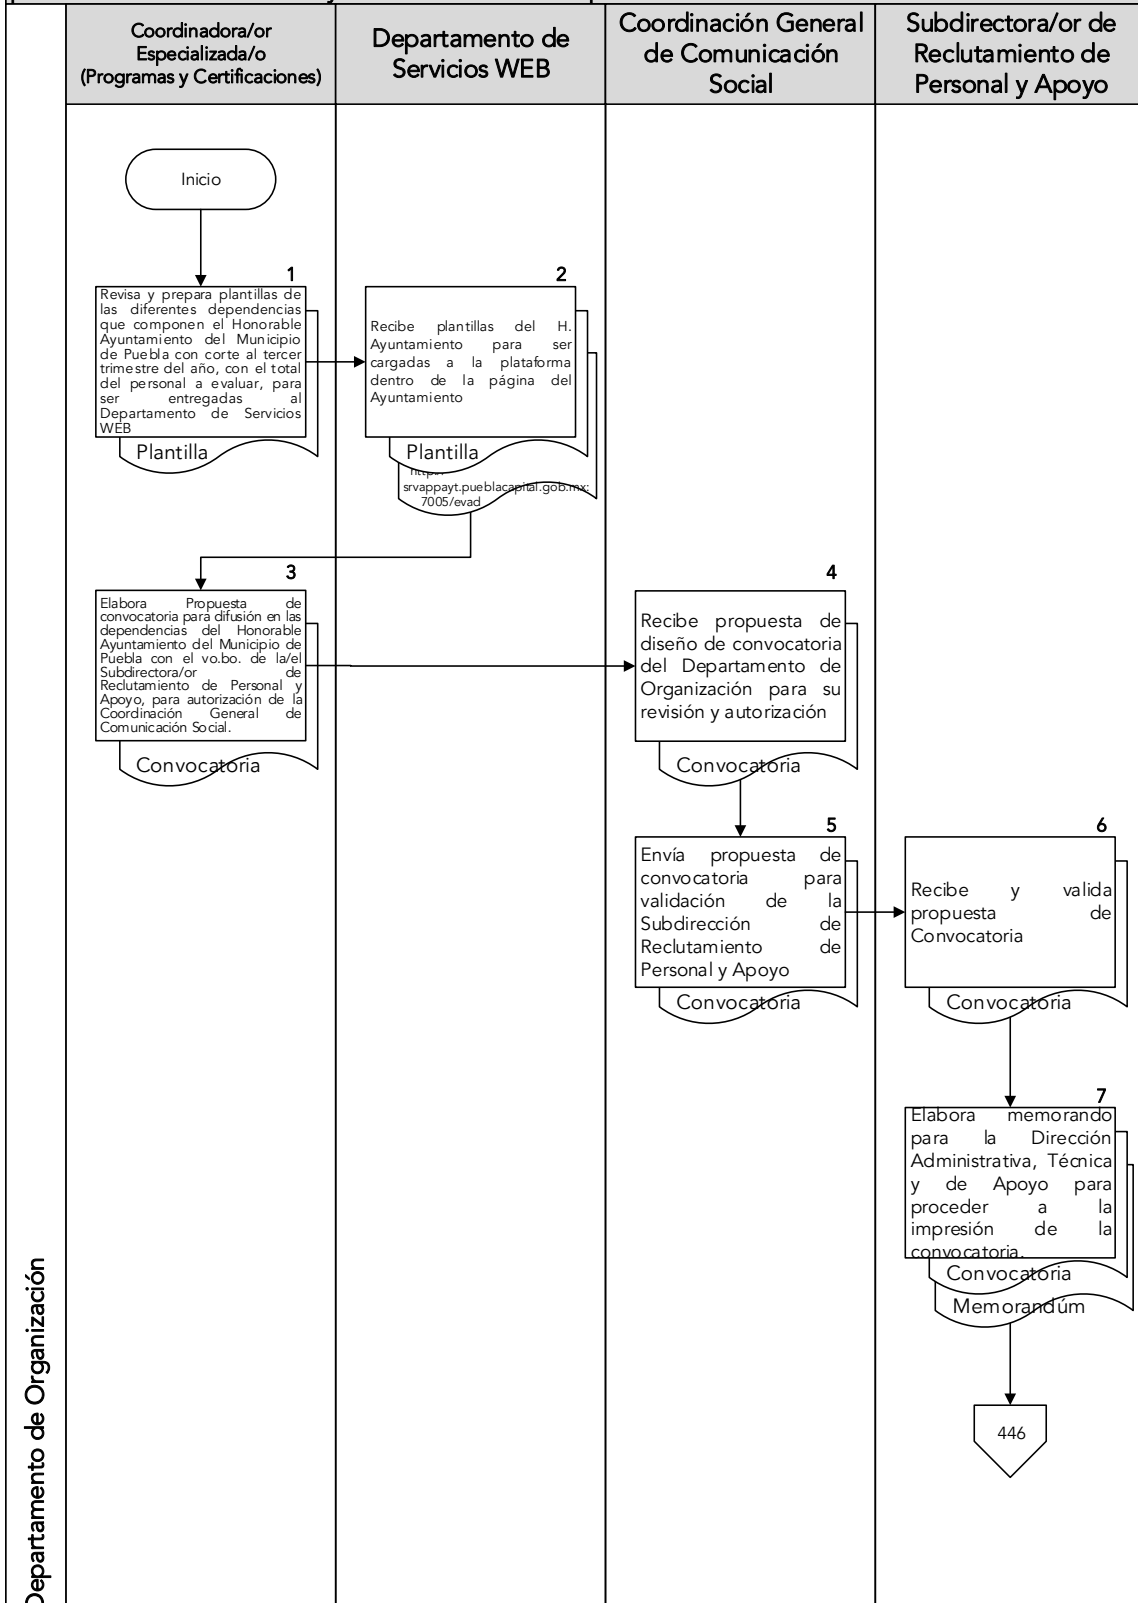 Coordinadora/or
Especializada/o
(Programas y Certificaciones)
Departamento de
Servicios WEB
Coordinación General
de Comunicación
Social
Subdirectora/or de
Reclutamiento de
Personal y Apoyo
Inicio
1
Revisa y prepara plantillas de
las diferentes dependencias
que componen el Honorable
Ayuntamiento del Municipio
de Puebla con corte al tercer
trimestre del año, con el total
del personal a evaluar, para
ser entregadas al
Departamento de Servicios
WEB
Plantilla
2
Recibe plantillas del H.
Ayuntamiento para ser
cargadas a la plataforma
dentro de la página del
Ayuntamiento
Plantilla
srvappayt.pueblacapital.gob.mx:
7005/evad
3
Elabora Propuesta de
convocatoria para difusión en las
dependencias del Honorable
Ayuntamiento del Municipio de
Puebla con el vo.bo. de la/el
Subdirectora/or de
Reclutamiento de Personal y
Apoyo, para autorización de la
Coordinación General de
Comunicación Social.
Convocatoria
4
Recibe propuesta de
diseño de convocatoria
del Departamento de
Organización para su
revisión y autorización
Convocatoria
5
Envía propuesta de
convocatoria para
validación de la
Subdirección de
Reclutamiento de
Personal y Apoyo
Convocatoria
6
Recibe y valida
propuesta de
Convocatoria
Convocatoria
7
Elabora memorando
para la Dirección
Administrativa, Técnica
y de Apoyo para
proceder a la
impresión de la
convocatoria.
Convocatoria
Memorandúm
446
Departamento de Organización